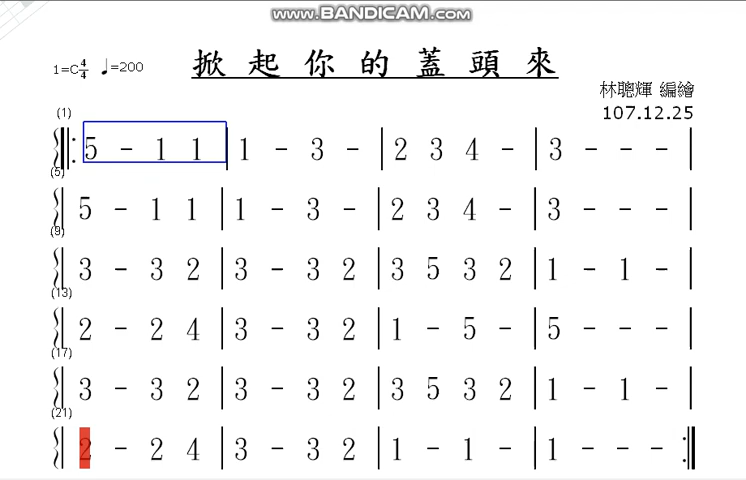 www.BANDICAM.com
掀起你的蓋頭來
1=C 4/4 ♩=200
林聰輝 編繪
107.12.25
(1)
5 - 1 1 | 1 - 3 - | 2 3 4 - | 3 - - - |
(5)
5 - 1 1 | 1 - 3 - | 2 3 4 - | 3 - - - |
(9)
3 - 3 2 | 3 - 3 2 | 3 5 3 2 | 1 - 1 - |
(13)
2 - 2 4 | 3 - 3 2 | 1 - 5 - | 5 - - - |
(17)
3 - 3 2 | 3 - 3 2 | 3 5 3 2 | 1 - 1 - |
(21)
2 - 2 4 | 3 - 3 2 | 1 - 1 - | 1 - - - :|